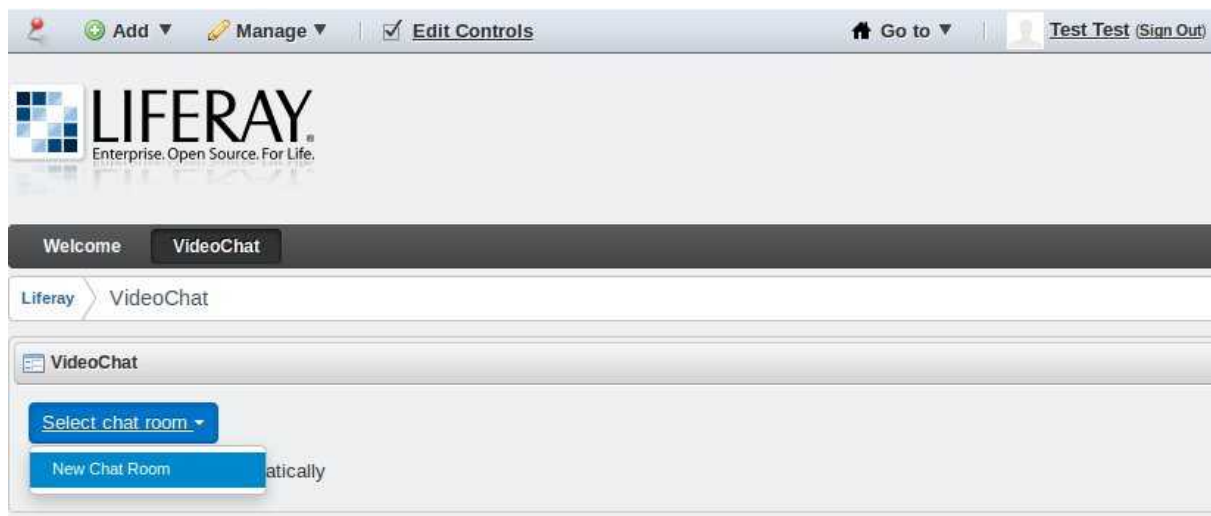 Add ▼ Manage ▼ Edit Controls Go to ▼ Test Test (Sign Out)
LIFERAY®
Enterprise. Open Source. For Life.
Welcome VideoChat
Liferay VideoChat
VideoChat
Select chat room
New Chat Room atically